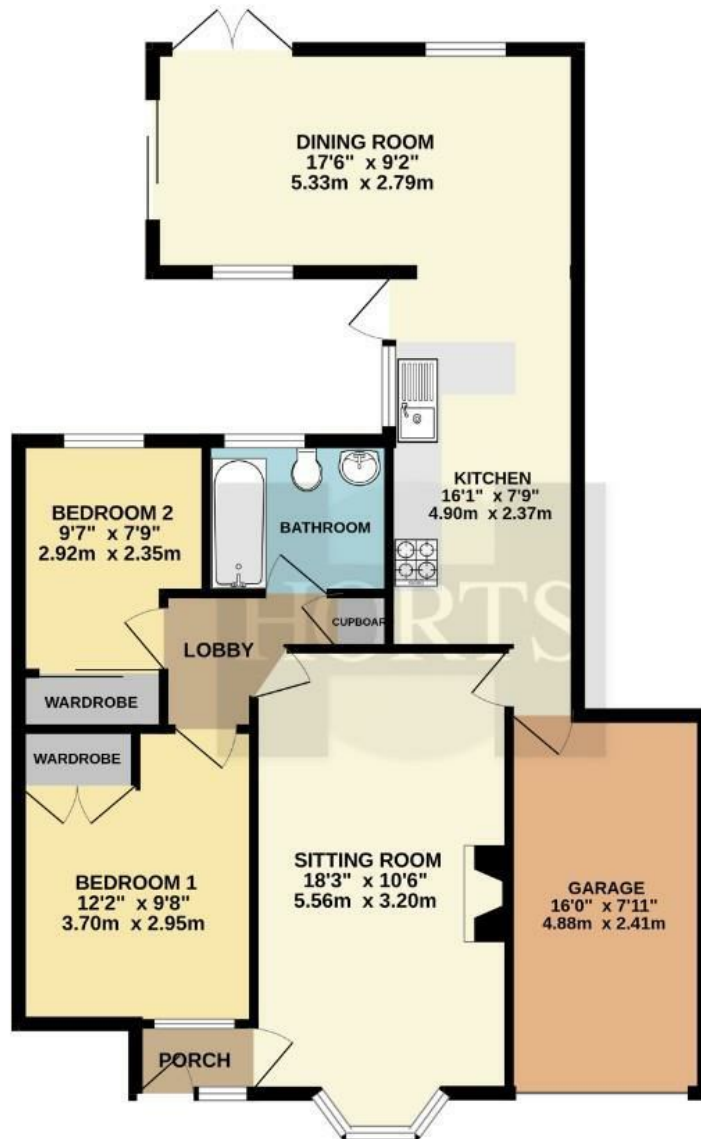 DINING ROOM
17'6" x 9'2"
5.33m x 2.79m
KITCHEN
16'1" x 7'9"
4.90m x 2.37m
BEDROOM 2
9'7" x 7'9"
2.92m x 2.35m
BATHROOM
CUPBOAR
HORTS
LOBBY
WARDROBE
WARDROBE
BEDROOM 1
12'2" x 9'8"
3.70m x 2.95m
SITTING ROOM
18'3" x 10'6"
5.56m x 3.20m
GARAGE
16'0" x 7'11"
4.88m x 2.41m
PORCH